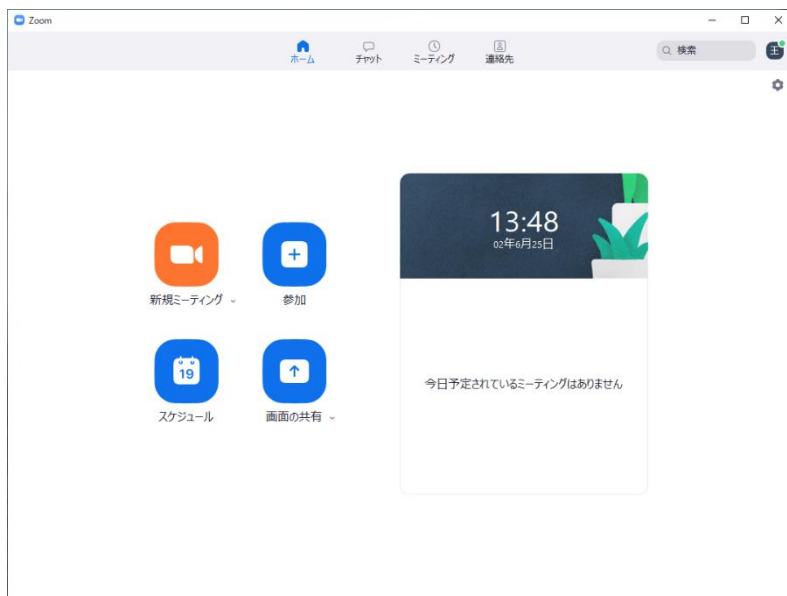 Zoom
ホーム
チャット
ミーティング
連絡先
検索
王
13:48
02年6月25日
新規ミーティング
参加
19
スケジュール
画面の共有
今日予定されているミーティングはありません